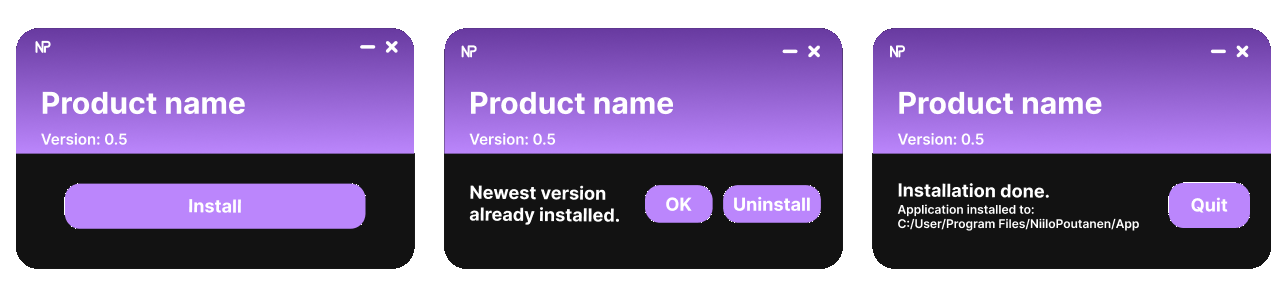 NP
Product name
Version: 0.5
Install
NP
Product name
Version: 0.5
Newest version
already installed.
OK
Uninstall
NP
Product name
Version: 0.5
Installation done.
Application installed to:
C:/User/Program Files/NiiloPoutanen/App
Quit